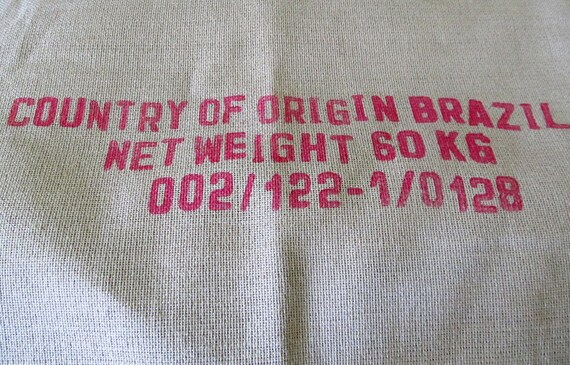 COUNTRY OF ORIGIN BRAZIL
NET WEIGHT 60 KG
002/122-1/0128